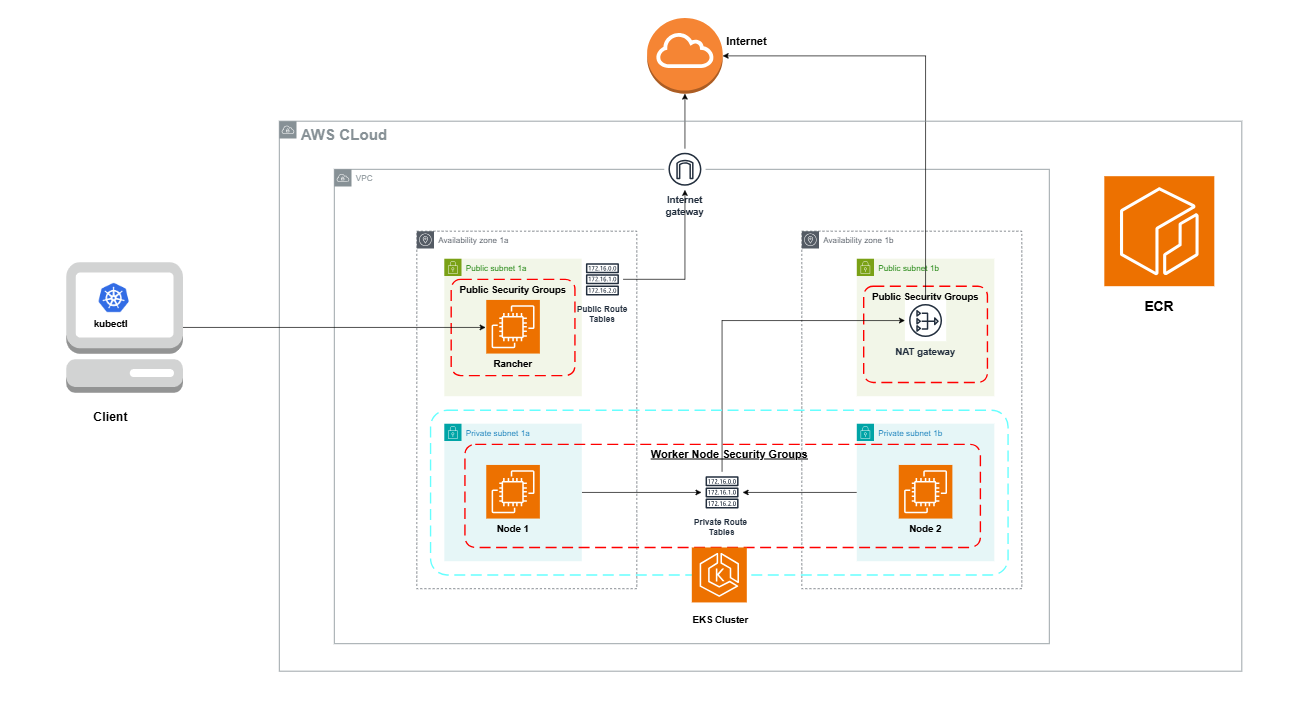 Internet
AWS CLoud
VPC
Internet
gateway
Availability zone 1a
Availability zone 1b
Public subnet 1a
Public subnet 1b
172.16.0.0
172.16.1.0
172.16.2.0
Public Security Groups
Public Security Groups
Public Route
Tables
kubectl
ECR
NAT gateway
Rancher
Client
Private subnet 1a
Private subnet 1b
Worker Node Security Groups
172.16.0.0
172.16.1.0
172.16.2.0
Private Route
Tables
Node 1
Node 2
K
EKS Cluster